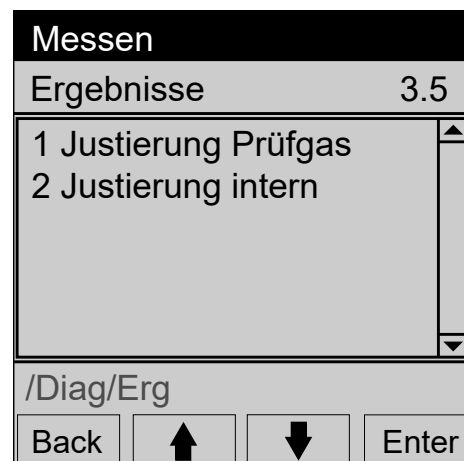 Messen
Ergebnisse 3.5
1 Justierung Prüfgas
2 Justierung intern
/Diag/Erg
Back Enter